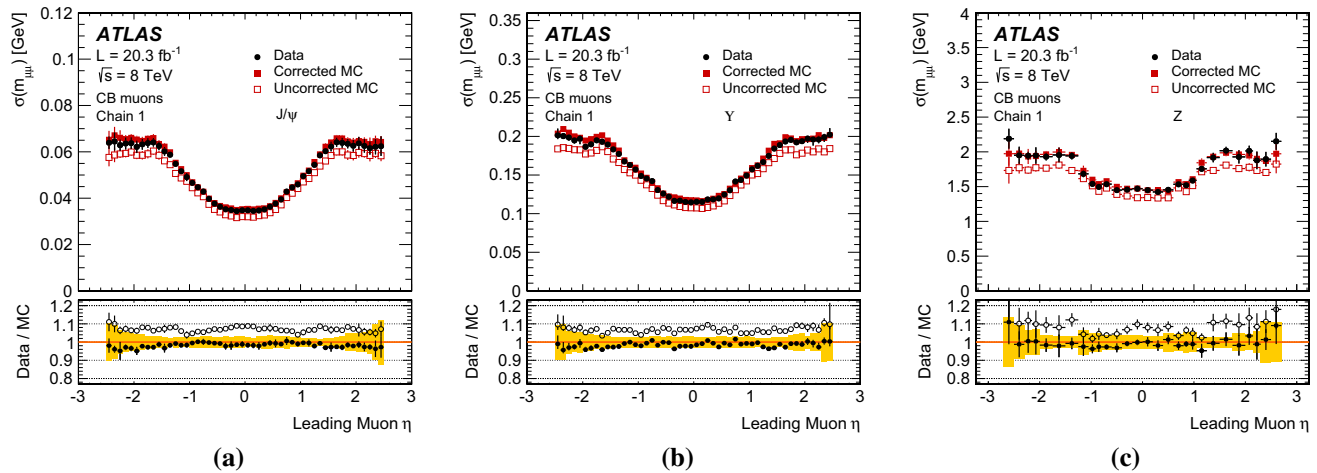 σ(m_μμ) [GeV]
0.12
0.1
0.08
0.06
0.04
0.02
0
ATLAS
L = 20.3 fb⁻¹
√s = 8 TeV
CB muons
Chain 1
Data
Corrected MC
Uncorrected MC
J/ψ
Data / MC
1.2
1.1
1
0.9
0.8
-3 -2 -1 0 1 2 3
Leading Muon η
(a)
σ(m_μμ) [GeV]
0.35
0.3
0.25
0.2
0.15
0.1
0.05
0
ATLAS
L = 20.3 fb⁻¹
√s = 8 TeV
CB muons
Chain 1
Data
Corrected MC
Uncorrected MC
Υ
Data / MC
1.2
1.1
1
0.9
0.8
-3 -2 -1 0 1 2 3
Leading Muon η
(b)
σ(m_μμ) [GeV]
4
3.5
3
2.5
2
1.5
1
0.5
0
ATLAS
L = 20.3 fb⁻¹
√s = 8 TeV
CB muons
Chain 1
Data
Corrected MC
Uncorrected MC
Z
Data / MC
1.2
1.1
1
0.9
0.8
-3 -2 -1 0 1 2 3
Leading Muon η
(c)